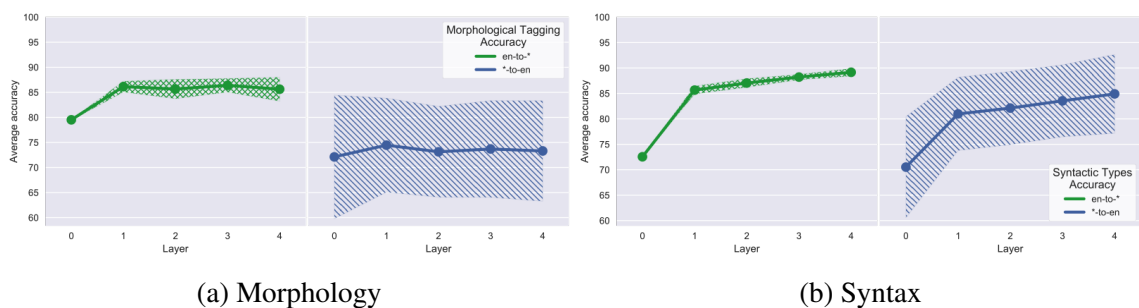 100
95
90
85
80
75
70
65
60
Average accuracy
0 1 2 3 4
Layer
Morphological Tagging
Accuracy
en-to-*
*-to-en
0 1 2 3 4
Layer
(a) Morphology
100
95
90
85
80
75
70
65
60
Average accuracy
0 1 2 3 4
Layer
Syntactic Types
Accuracy
en-to-*
*-to-en
0 1 2 3 4
Layer
(b) Syntax